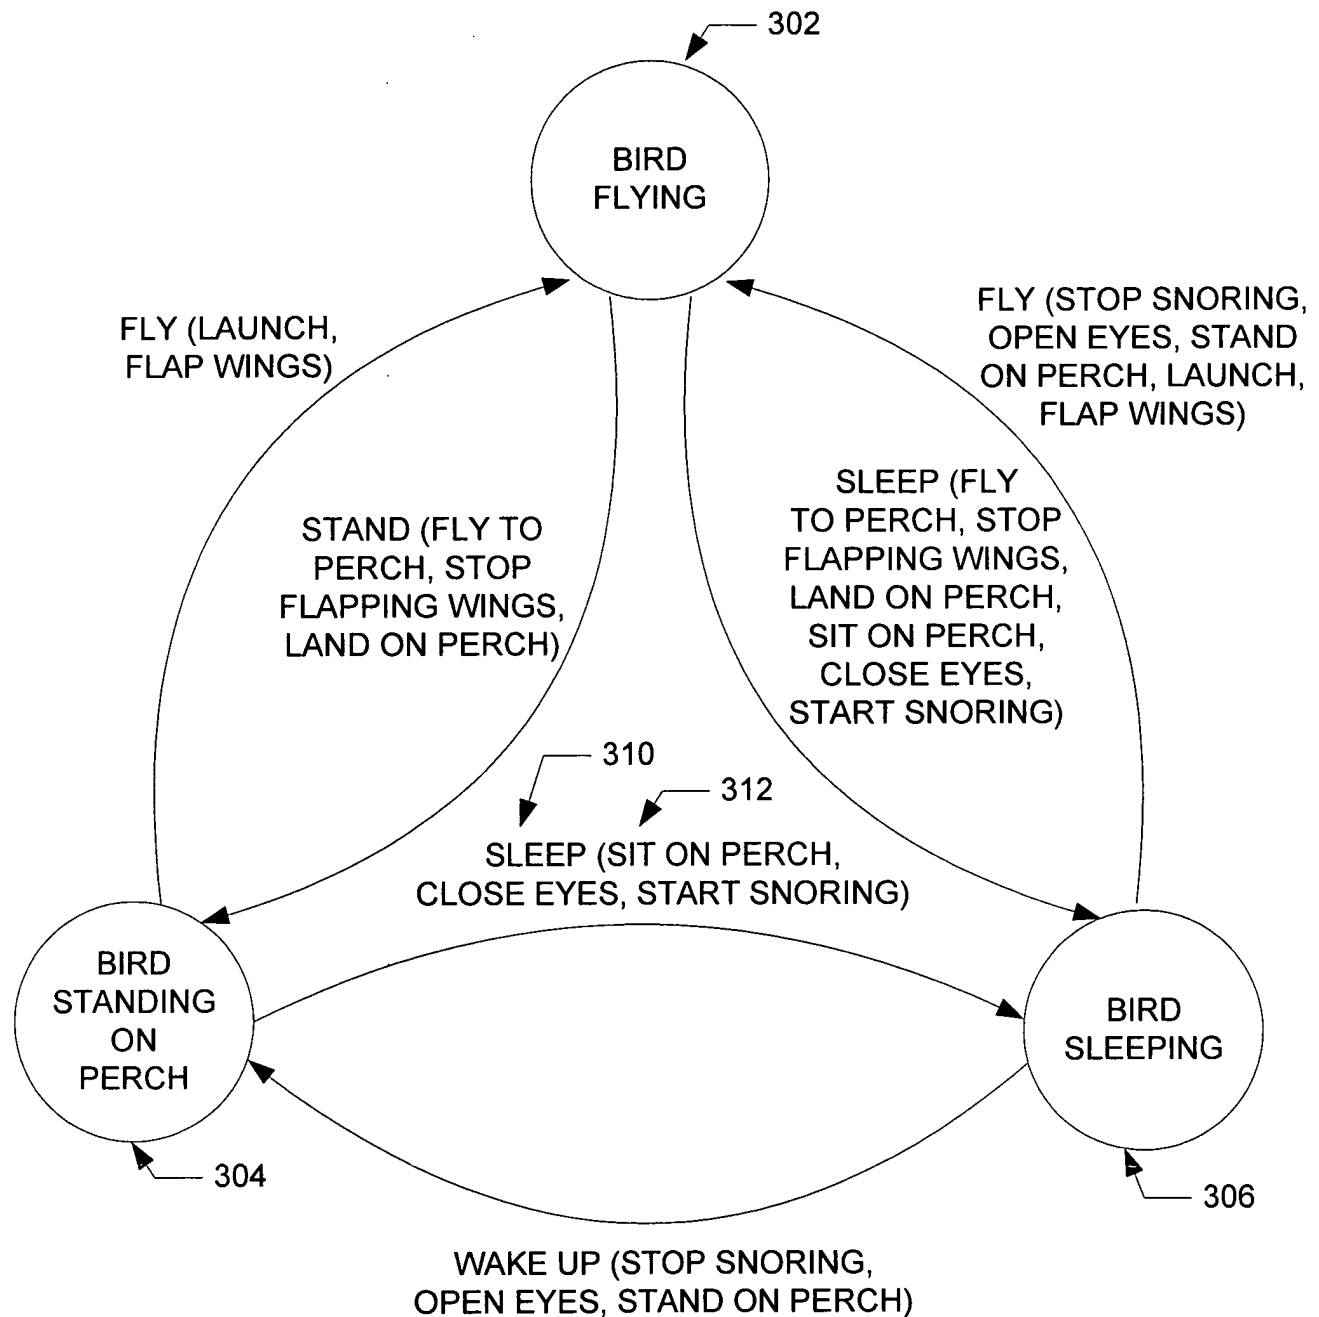 302
BIRD
FLYING
FLY (LAUNCH,
FLAP WINGS)
FLY (STOP SNORING,
OPEN EYES, STAND
ON PERCH, LAUNCH,
FLAP WINGS)
STAND (FLY TO
PERCH, STOP
FLAPPING WINGS,
LAND ON PERCH)
SLEEP (FLY
TO PERCH, STOP
FLAPPING WINGS,
LAND ON PERCH,
SIT ON PERCH,
CLOSE EYES,
START SNORING)
310
312
SLEEP (SIT ON PERCH,
CLOSE EYES, START SNORING)
BIRD
STANDING
ON
PERCH
BIRD
SLEEPING
304
306
WAKE UP (STOP SNORING,
OPEN EYES, STAND ON PERCH)